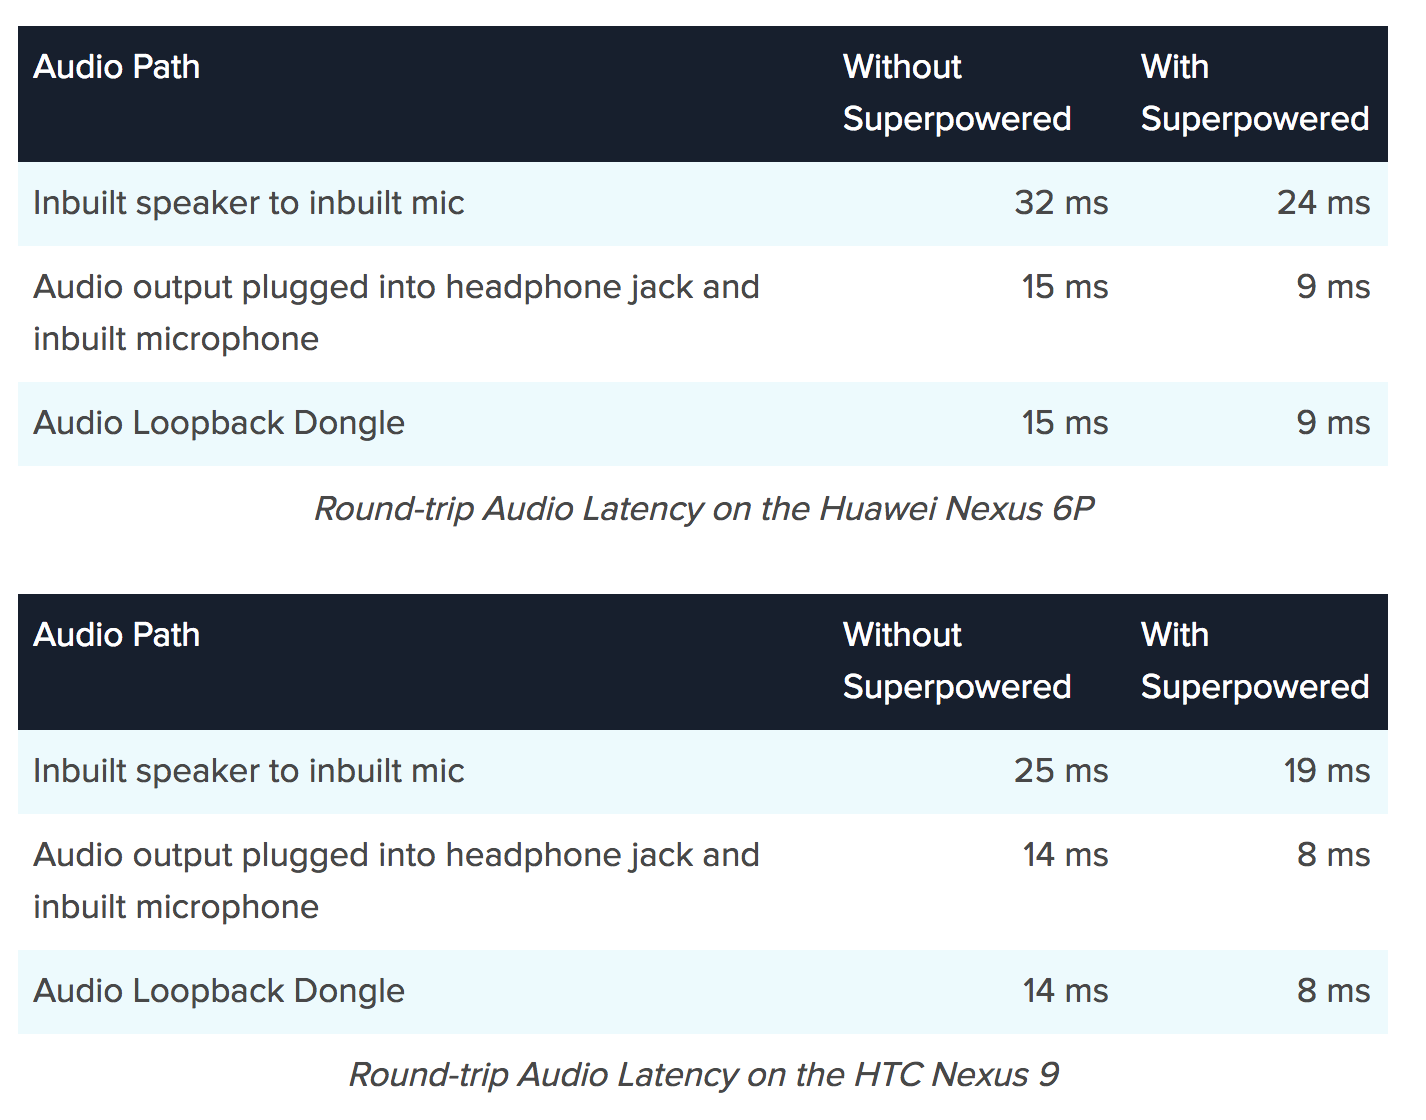 Audio Path Without With
Superpowered Superpowered
Inbuilt speaker to inbuilt mic 32 ms 24 ms
Audio output plugged into headphone jack and 15 ms 9 ms
inbuilt microphone
Audio Loopback Dongle 15 ms 9 ms
Round-trip Audio Latency on the Huawei Nexus 6P
Audio Path Without With
Superpowered Superpowered
Inbuilt speaker to inbuilt mic 25 ms 19 ms
Audio output plugged into headphone jack and 14 ms 8 ms
inbuilt microphone
Audio Loopback Dongle 14 ms 8 ms
Round-trip Audio Latency on the HTC Nexus 9